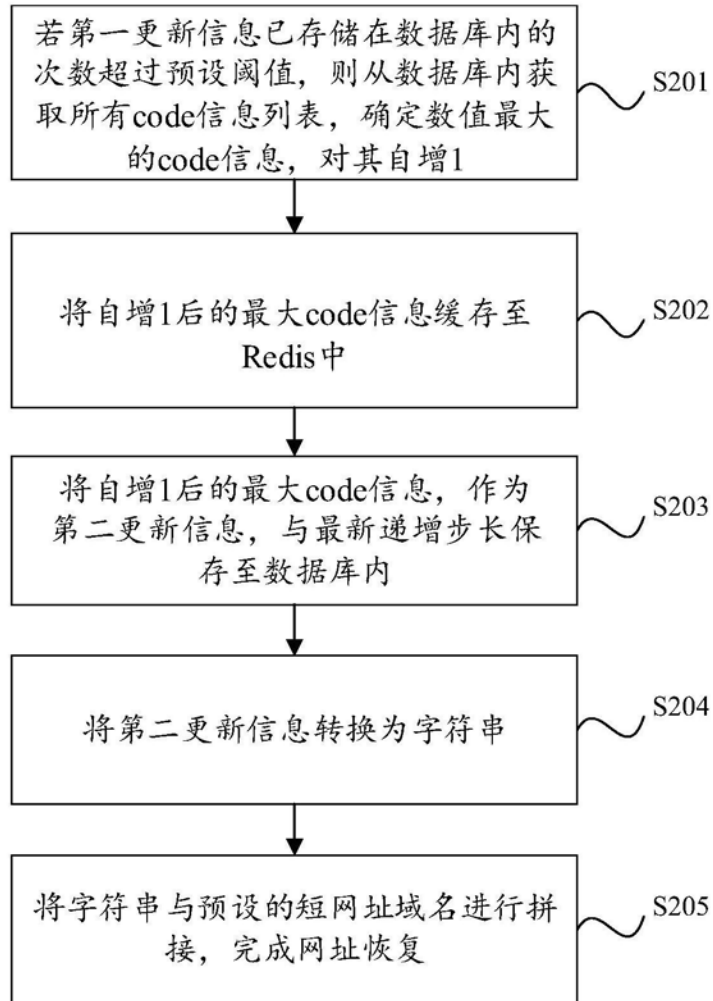 若第一更新信息已存储在数据库内的
次数超过预设阈值，则从数据库内获
取所有code信息列表，确定数值最大
的code信息，对其自增1
S201
将自增1后的最大code信息缓存至
Redis中
S202
将自增1后的最大code信息，作为
第二更新信息，与最新递增步长保
存至数据库内
S203
将第二更新信息转换为字符串
S204
将字符串与预设的短网址域名进行拼
接，完成网址恢复
S205